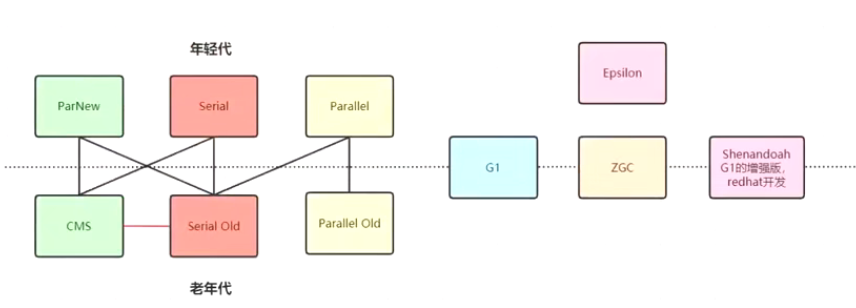 年轻代
Epsilon
ParNew
Serial
Parallel
G1
ZGC
Shenandoah
G1的增强版，
redhat开发
CMS
Serial Old
Parallel Old
老年代